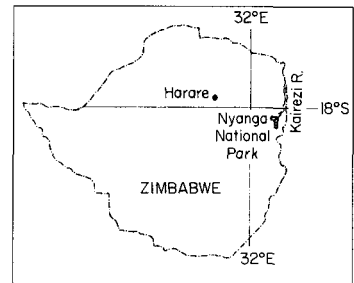 32°E
Harare
18°S
Kairezi R.
Nyanga
National
Park
ZIMBABWE
32°E